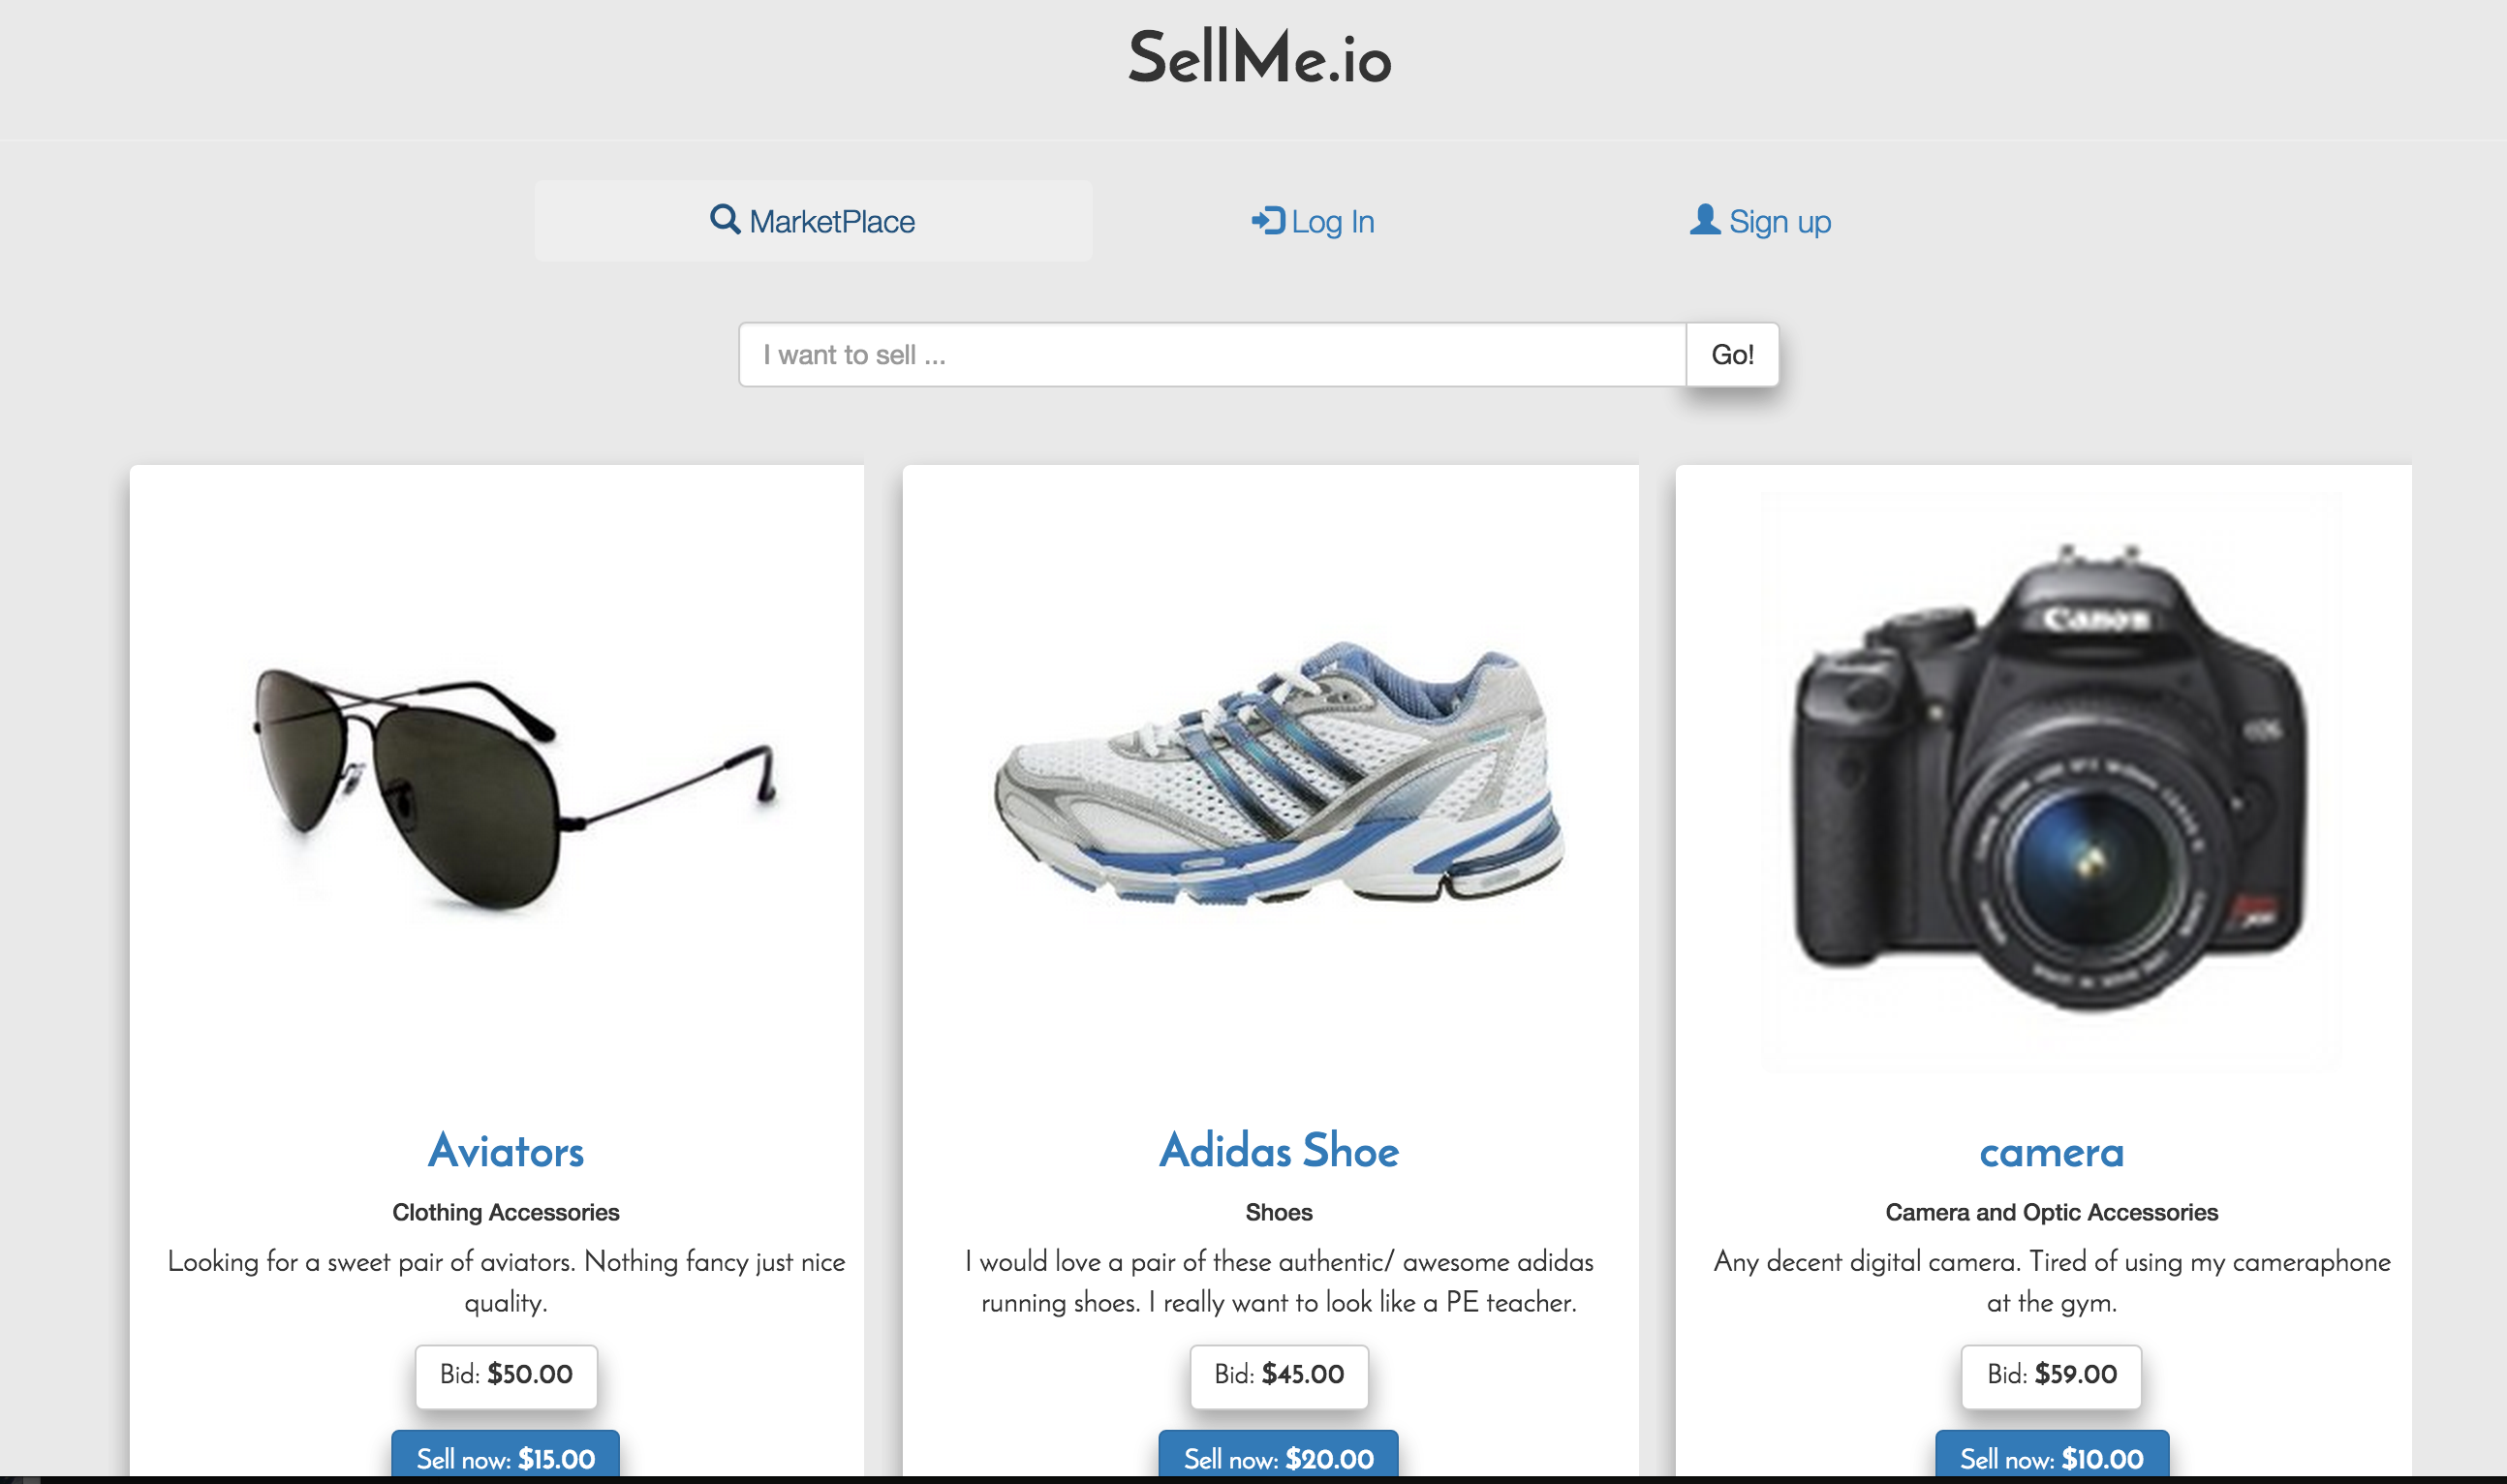 SellMe.io
MarketPlace
Log In
Sign up
I want to sell ...
Go!
Canon
Aviators
Clothing Accessories
Looking for a sweet pair of aviators. Nothing fancy just nice
quality.
Bid: $50.00
Sell now: $15.00
Adidas Shoe
Shoes
I would love a pair of these authentic/ awesome adidas
running shoes. I really want to look like a PE teacher.
Bid: $45.00
Sell now: $20.00
camera
Camera and Optic Accessories
Any decent digital camera. Tired of using my cameraphone
at the gym.
Bid: $59.00
Sell now: $10.00